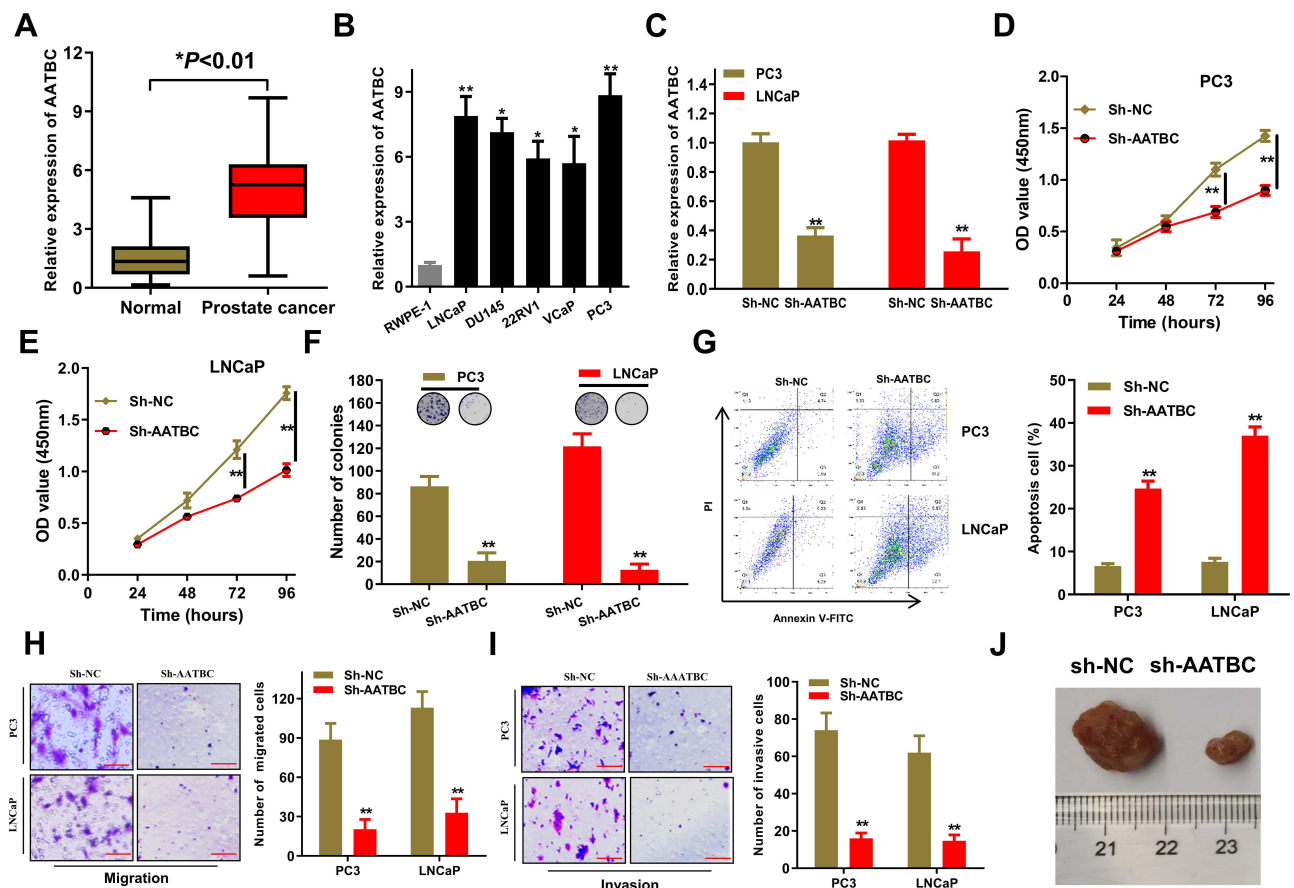 A
*P<0.01
Relative expression of AATBC
12
9
6
3
0
Normal
Prostate cancer
B
Relative expression of AATBC
9
6
3
0
**
*
*
*
**
RWPE-1
LNCaP
DU145
22RV1
VCaP
PC3
C
PC3
LNCaP
Relative expression of AATBC
1.4
1.2
1.0
0.8
0.6
0.4
0.2
0.0
**
**
Sh-NC
Sh-AATBC
Sh-NC
Sh-AATBC
D
PC3
Sh-NC
Sh-AATBC
OD value (450nm)
2.0
1.5
1.0
0.5
0.0
**
**
0
24
48
72
96
Time (hours)
E
LNCaP
Sh-NC
Sh-AATBC
OD value (450nm)
2.0
1.5
1.0
0.5
0.0
**
**
0
24
48
72
96
Time (hours)
F
PC3
LNCaP
Number of colonies
180
160
140
120
100
80
60
40
20
0
**
**
Sh-NC
Sh-AATBC
Sh-NC
Sh-AATBC
G
Sh-NC
Sh-AATBC
PC3
LNCaP
PI
Annexin V-FITC
Sh-NC
Sh-AATBC
Apoptosis cell (%)
50
40
30
20
10
0
**
**
PC3
LNCaP
H
Sh-NC
Sh-AATBC
PC3
LNCaP
Migration
Sh-NC
Sh-AATBC
Number of migrated cells
120
90
60
30
0
**
**
PC3
LNCaP
I
Sh-NC
Sh-AAATBC
PC3
LNCaP
Invasion
Sh-NC
Sh-AATBC
Number of invasive cells
100
80
60
40
20
0
**
**
PC3
LNCaP
J
sh-NC
sh-AATBC
21
22
23